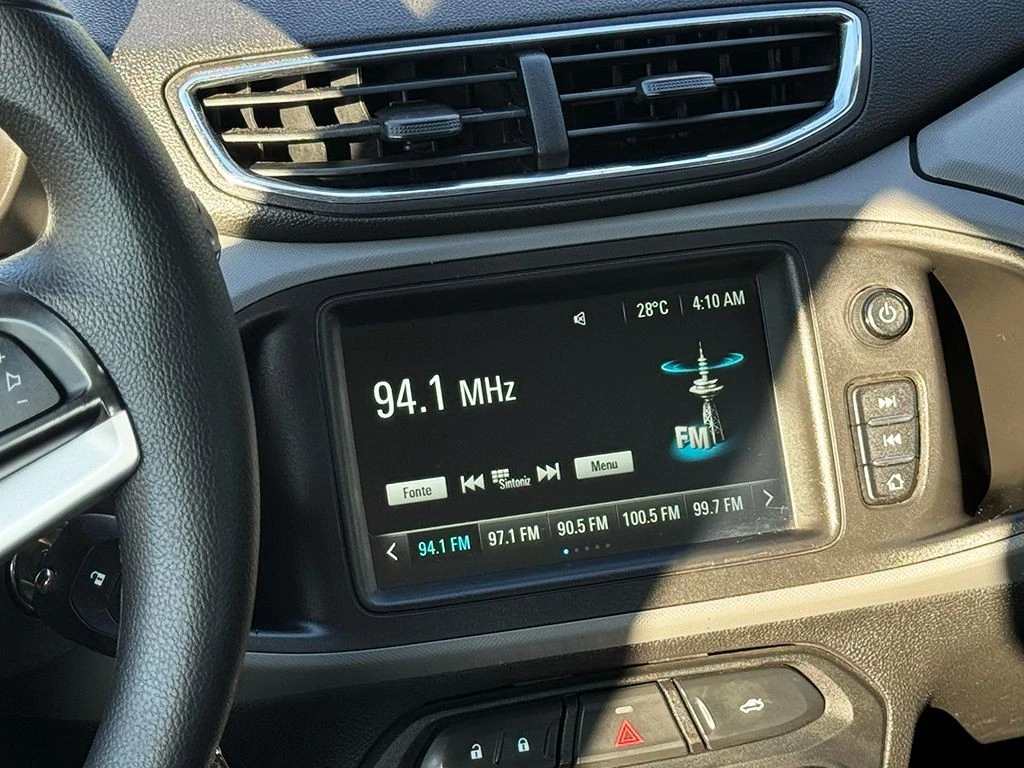 28°C 4:10 AM
94.1 MHz
FM
Fonte Sintoniz Menu
94.1 FM 97.1 FM 90.5 FM 100.5 FM 99.7 FM